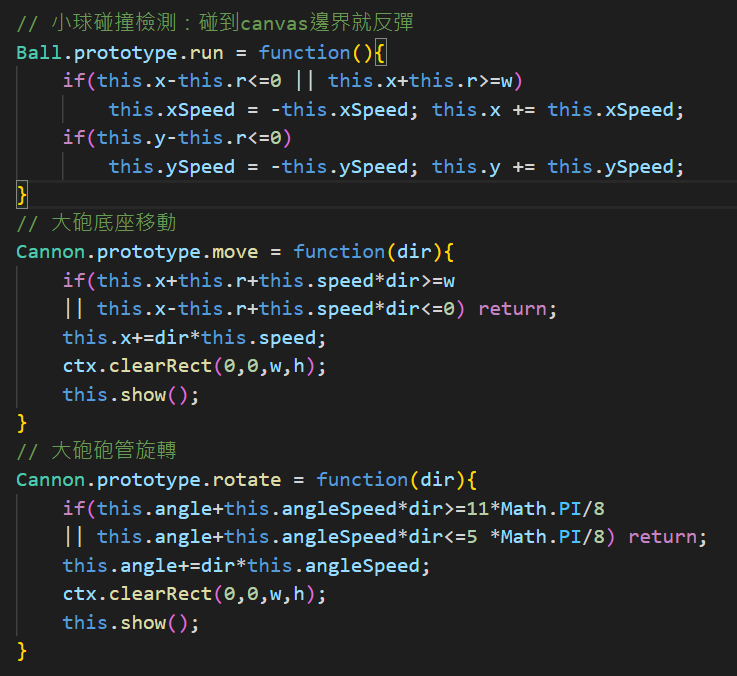 // 小球碰撞檢測：碰到canvas邊界就反彈
Ball.prototype.run = function(){
    if(this.x-this.r<=0 || this.x+this.r>=w)
        this.xSpeed = -this.xSpeed; this.x += this.xSpeed;
    if(this.y-this.r<=0)
        this.ySpeed = -this.ySpeed; this.y += this.ySpeed;
}
// 大砲底座移動
Cannon.prototype.move = function(dir){
    if(this.x+this.r+this.speed*dir>=w
    || this.x-this.r+this.speed*dir<=0) return;
    this.x+=dir*this.speed;
    ctx.clearRect(0,0,w,h);
    this.show();
}
// 大砲砲管旋轉
Cannon.prototype.rotate = function(dir){
    if(this.angle+this.angleSpeed*dir>=11*Math.PI/8
    || this.angle+this.angleSpeed*dir<=5 *Math.PI/8) return;
    this.angle+=dir*this.angleSpeed;
    ctx.clearRect(0,0,w,h);
    this.show();
}